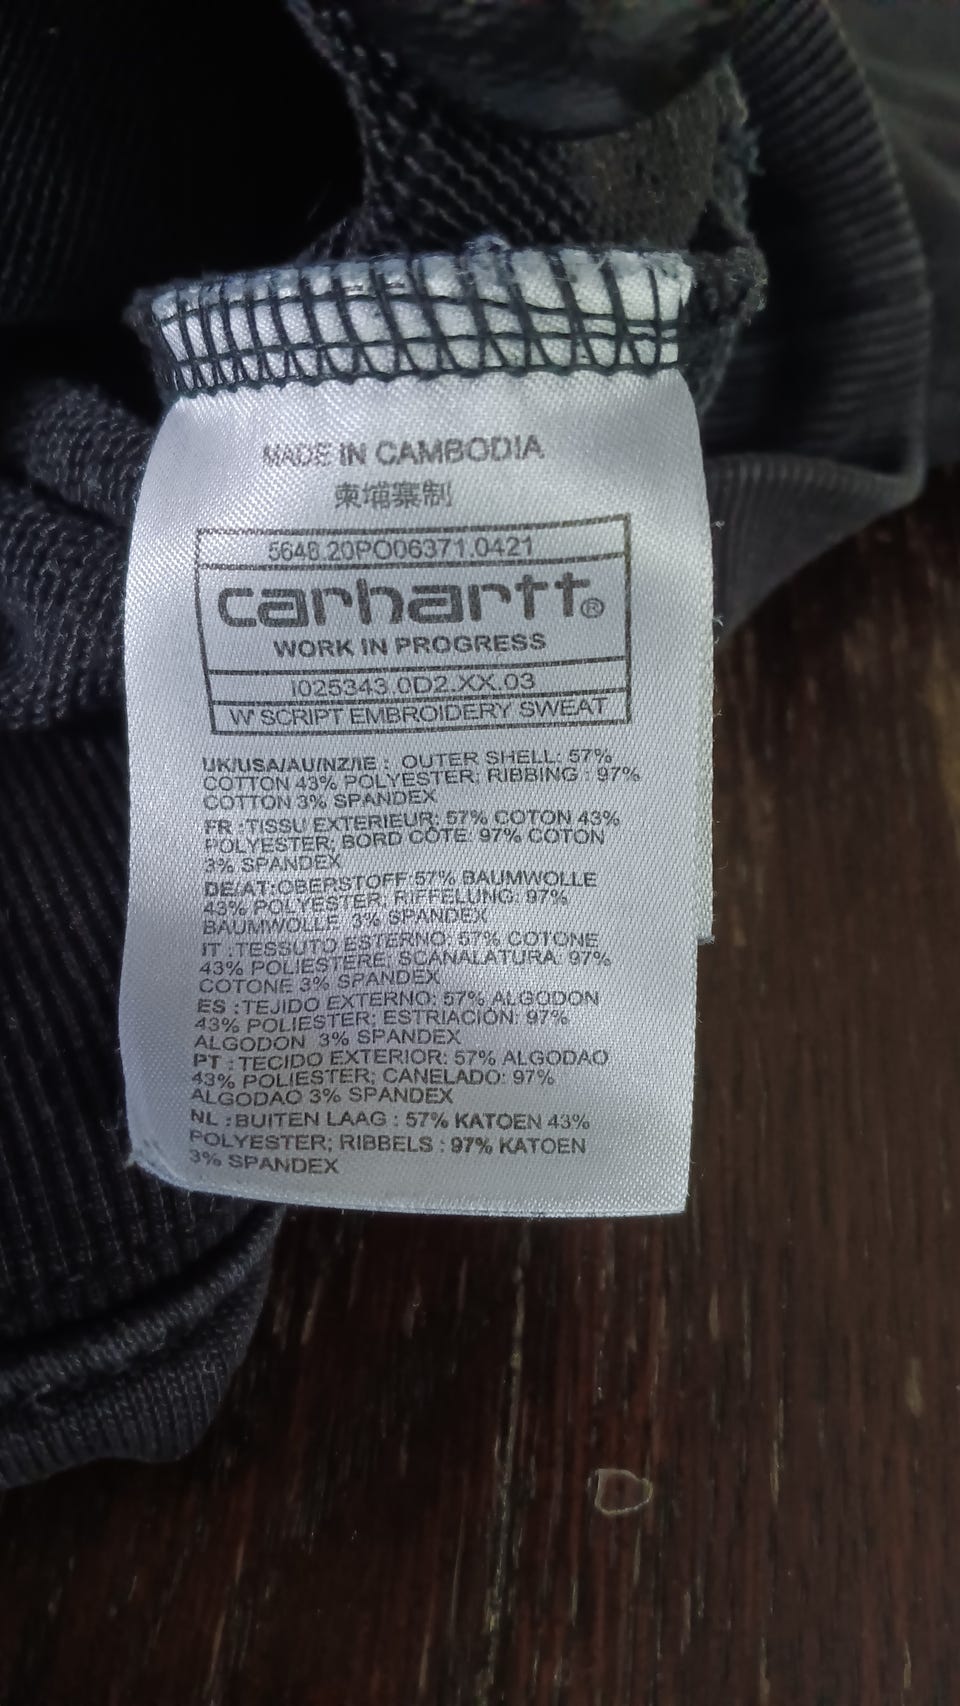 MADE IN CAMBODIA
柬埔寨制
5648.20PO06371.0421
carhartt®
WORK IN PROGRESS
I025343.0D2.XX.03
W' SCRIPT EMBROIDERY SWEAT
UK/USA/AU/NZ/IE : OUTER SHELL: 57%
COTTON 43% POLYESTER; RIBBING : 97%
COTTON 3% SPANDEX
FR :TISSU EXTERIEUR: 57% COTON 43%
POLYESTER; BORD CÔTE: 97% COTON
3% SPANDEX
DE/AT:OBERSTOFF:57% BAUMWOLLE
43% POLYESTER; RIFFELUNG: 97%
BAUMWOLLE 3% SPANDEX
IT :TESSUTO ESTERNO: 57% COTONE
43% POLIESTERE; SCANALATURA: 97%
COTONE 3% SPANDEX
ES :TEJIDO EXTERNO: 57% ALGODON
43% POLIESTER; ESTRIACIÓN: 97%
ALGODON 3% SPANDEX
PT : TECIDO EXTERIOR: 57% ALGODAO
43% POLIESTER; CANELADO: 97%
ALGODAO 3% SPANDEX
NL :BUITEN LAAG : 57% KATOEN 43%
POLYESTER; RIBBELS : 97% KATOEN
3% SPANDEX